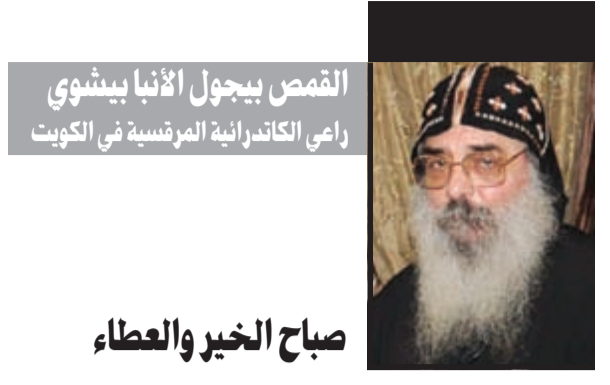 القمص بيجول الأنبا بيشوي
راعي الكاتدرائية المرقسية في الكويت
صباح الخير والعطاء